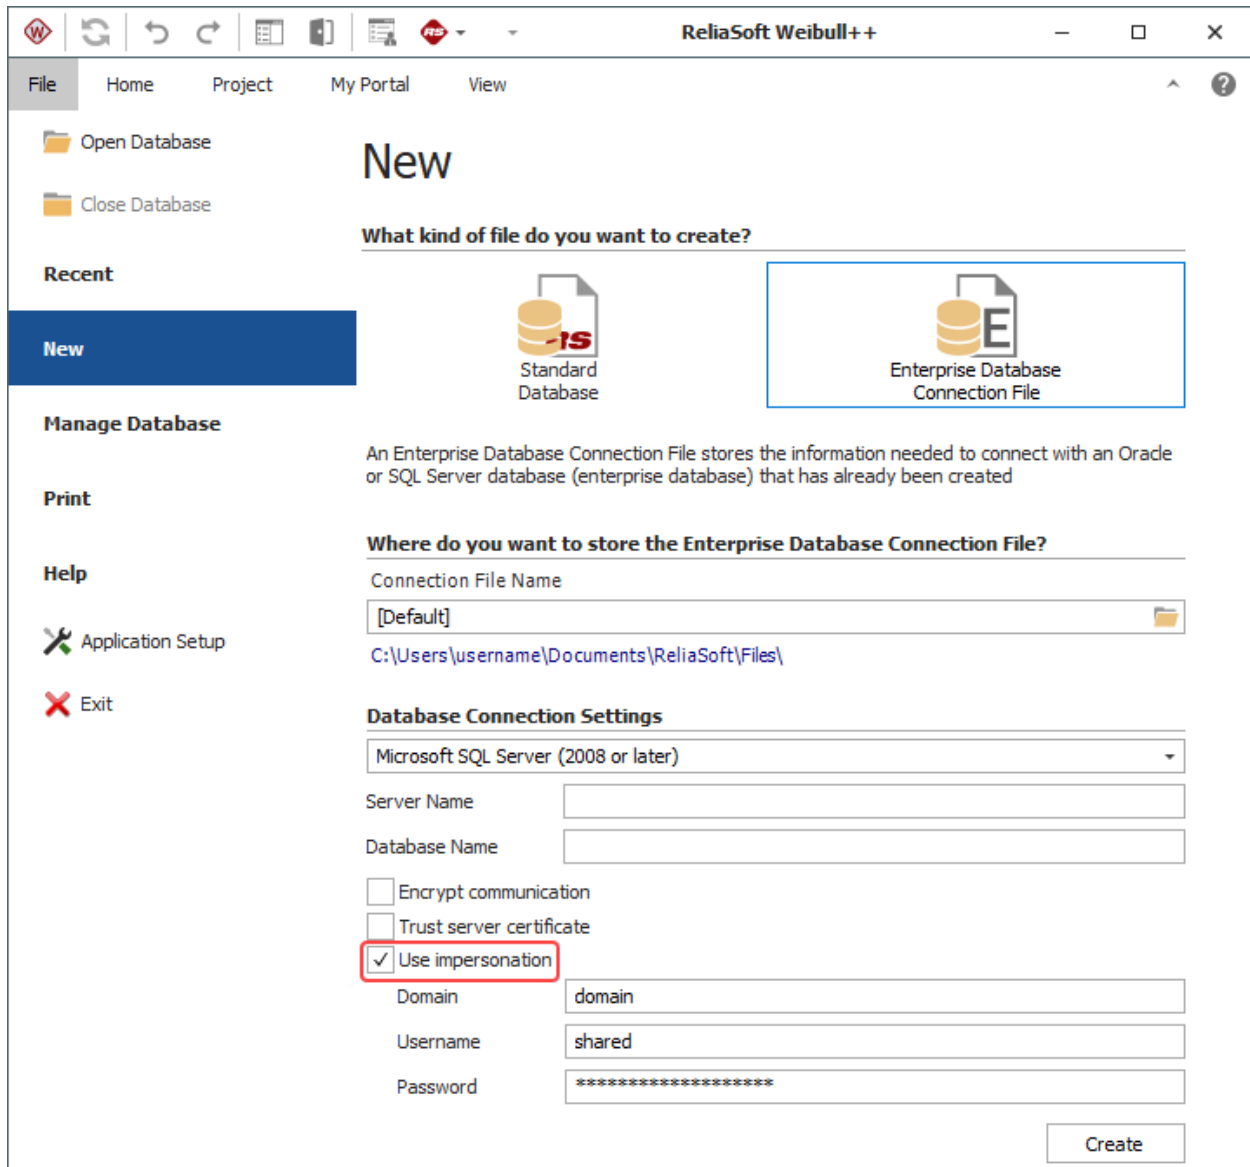 ReliaSoft Weibull++
File Home Project My Portal View
Open Database
Close Database
Recent
New
Manage Database
Print
Help
Application Setup
Exit
New
What kind of file do you want to create?
Standard
Database
E
Enterprise Database
Connection File
An Enterprise Database Connection File stores the information needed to connect with an Oracle
or SQL Server database (enterprise database) that has already been created
Where do you want to store the Enterprise Database Connection File?
Connection File Name
[Default]
C:\Users\username\Documents\ReliaSoft\Files\
Database Connection Settings
Microsoft SQL Server (2008 or later)
Server Name
Database Name
Encrypt communication
Trust server certificate
Use impersonation
Domain domain
Username shared
Password *******************
Create